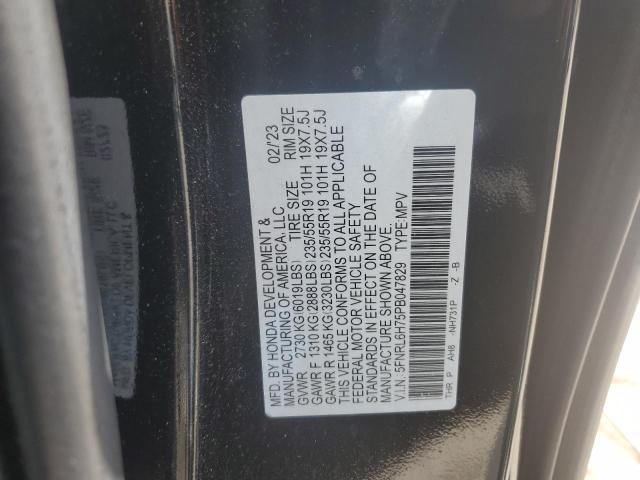 MFD. BY HONDA DEVELOPMENT &
MANUFACTURING OF AMERICA, LLC 02/'23
GVWR 2730 KG(6019LBS) TIRE SIZE RIM SIZE
GAWR F 1310 KG(2888LBS)235/55R19 101H 19X7.5J
GAWR R 1465 KG(3230LBS)235/55R19 101H 19X7.5J
THIS VEHICLE CONFORMS TO ALL APPLICABLE
FEDERAL MOTOR VEHICLE SAFETY
STANDARDS IN EFFECT ON THE DATE OF
MANUFACTURE SHOWN ABOVE.
V.I.N.: 5FNRL6H75PB047829 TYPE:MPV
THR P AH8 -NH731P -Z -B